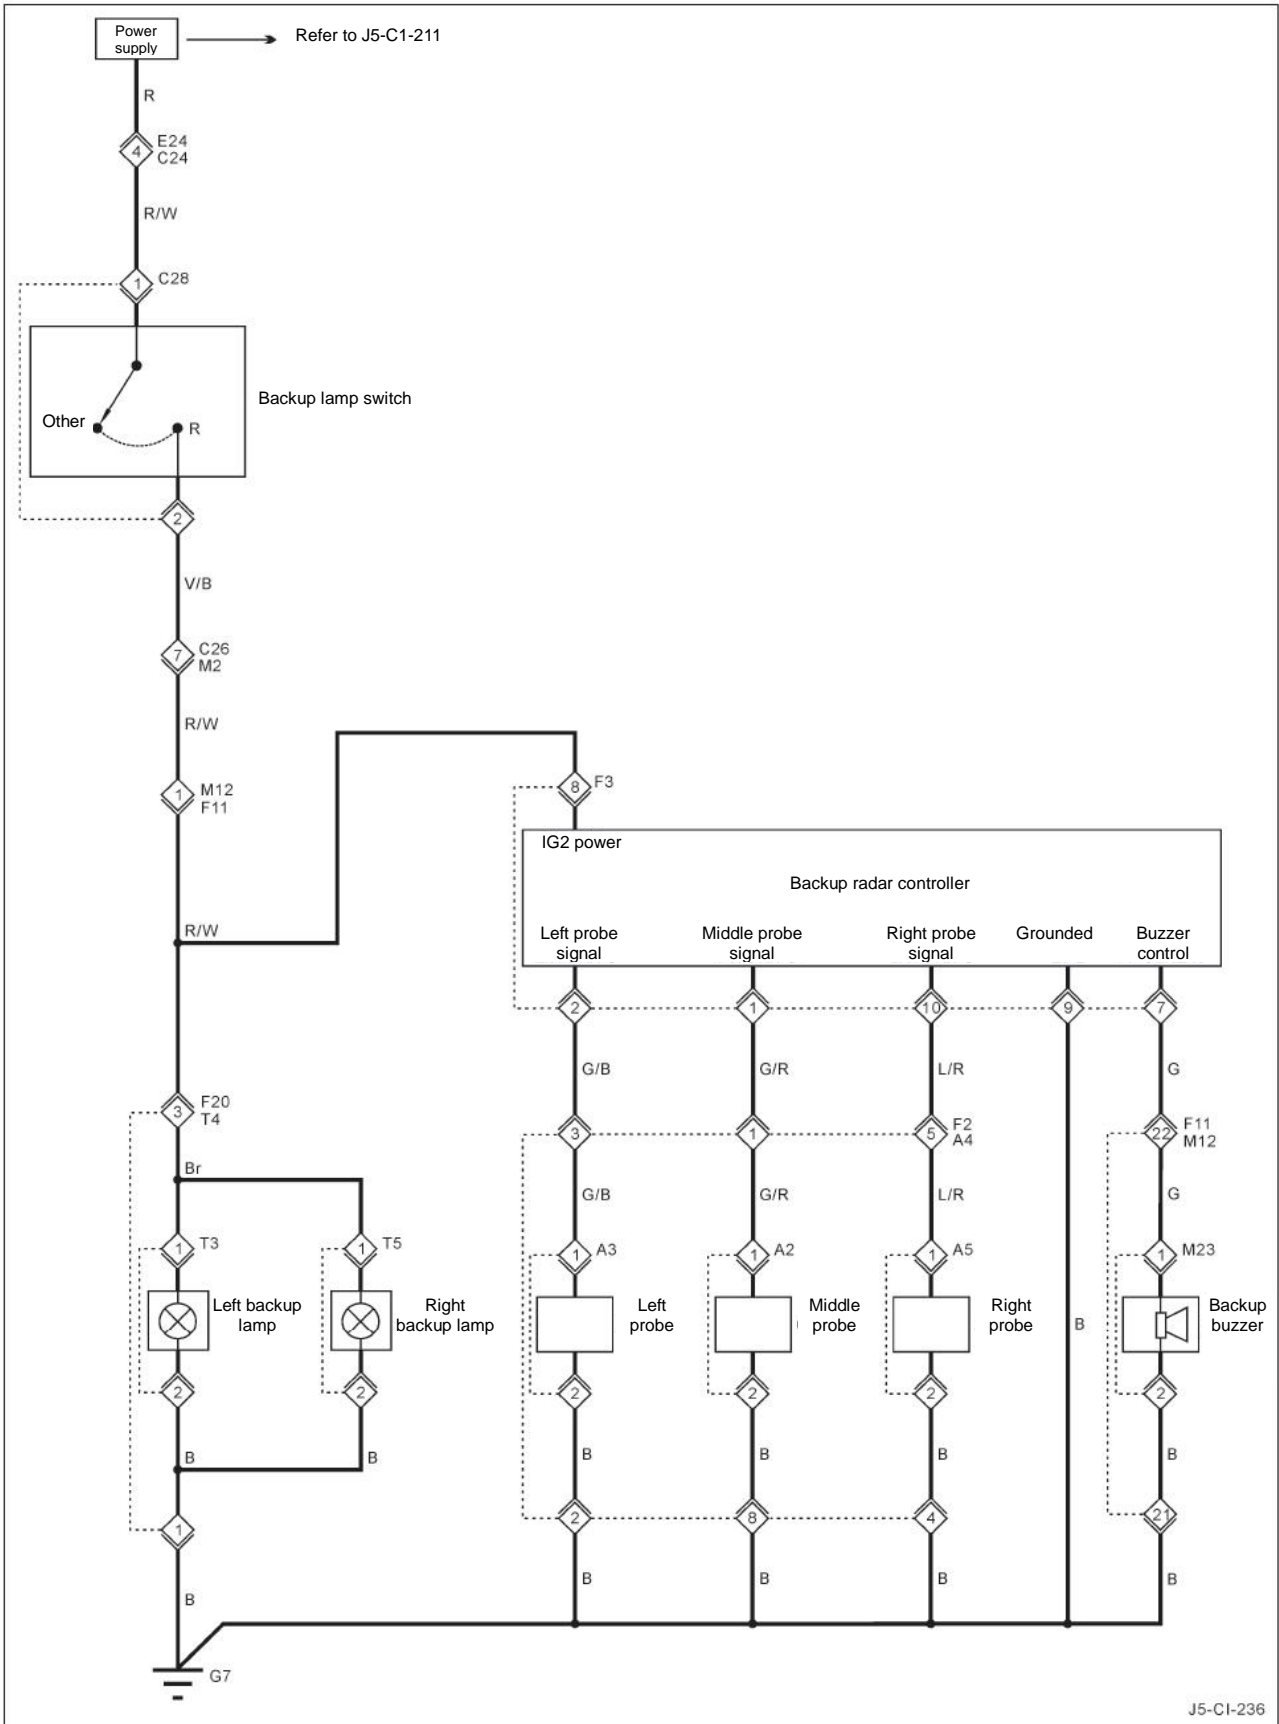 Power
supply
Refer to J5-C1-211
R
4
E24
C24
R/W
1
C28
Other
R
Backup lamp switch
2
V/B
7
C26
M2
R/W
1
M12
F11
8
F3
IG2 power
Backup radar controller
R/W
Left probe
signal
Middle probe
signal
Right probe
signal
Grounded
Buzzer
control
2
1
10
9
7
G/B
G/R
L/R
G
3
F20
T4
3
1
5
F2
A4
22
F11
M12
Br
G/B
G/R
L/R
G
1
T3
1
T5
1
A3
1
A2
1
A5
1
M23
Left backup
lamp
Right
backup lamp
Left
probe
Middle
probe
Right
probe
B
Backup
buzzer
2
2
2
2
2
2
B
B
B
B
B
B
1
2
8
4
21
B
B
B
B
B
G7
J5-CI-236